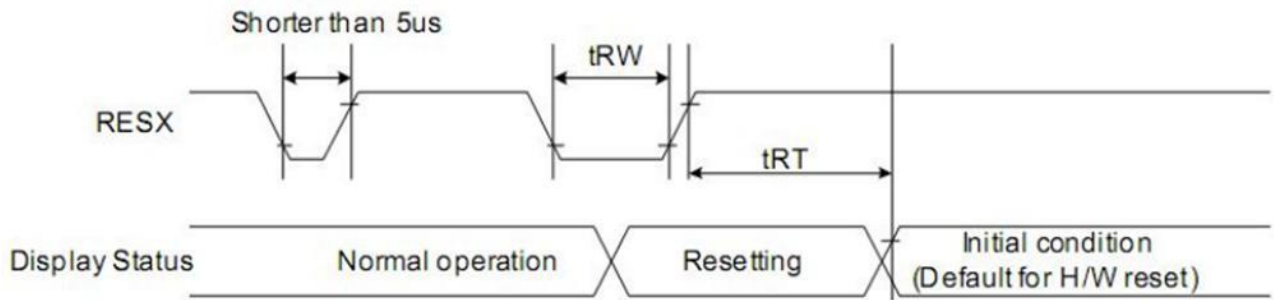 Shorter than 5us
tRW
RESX
tRT
Display Status
Normal operation
Resetting
Initial condition
(Default for H/W reset)